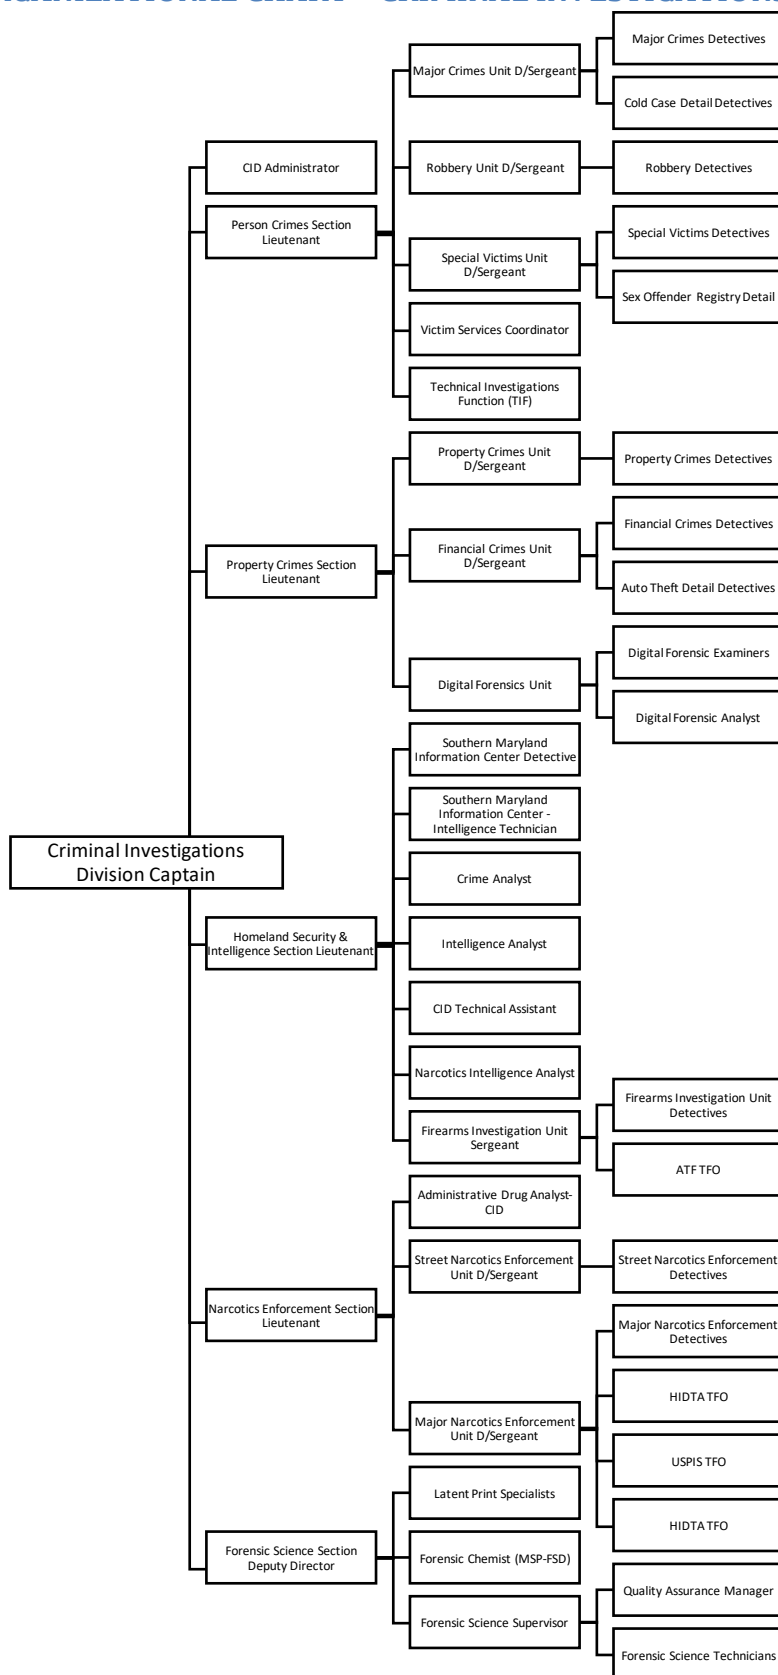 Major Crimes Detectives
Major Crimes Unit D/Sergeant
Cold Case Detail Detectives
CID Administrator
Robbery Unit D/Sergeant
Robbery Detectives
Person Crimes Section
Lieutenant
Special Victims Unit
D/Sergeant
Special Victims Detectives
Sex Offender Registry Detail
Victim Services Coordinator
Technical Investigations
Function (TIF)
Property Crimes Unit
D/Sergeant
Property Crimes Detectives
Property Crimes Section
Lieutenant
Financial Crimes Unit
D/Sergeant
Financial Crimes Detectives
Auto Theft Detail Detectives
Digital Forensics Unit
Digital Forensic Examiners
Digital Forensic Analyst
Criminal Investigations
Division Captain
Southern Maryland
Information Center Detective
Southern Maryland
Information Center -
Intelligence Technician
Crime Analyst
Homeland Security &
Intelligence Section Lieutenant
Intelligence Analyst
CID Technical Assistant
Narcotics Intelligence Analyst
Firearms Investigation Unit
Sergeant
Firearms Investigation Unit
Detectives
ATF TFO
Administrative Drug Analyst-
CID
Street Narcotics Enforcement
Unit D/Sergeant
Street Narcotics Enforcement
Detectives
Narcotics Enforcement Section
Lieutenant
Major Narcotics Enforcement
Unit D/Sergeant
Major Narcotics Enforcement
Detectives
HIDTA TFO
USPIS TFO
HIDTA TFO
Latent Print Specialists
Forensic Science Section
Deputy Director
Forensic Chemist (MSP-FSD)
Forensic Science Supervisor
Quality Assurance Manager
Forensic Science Technicians